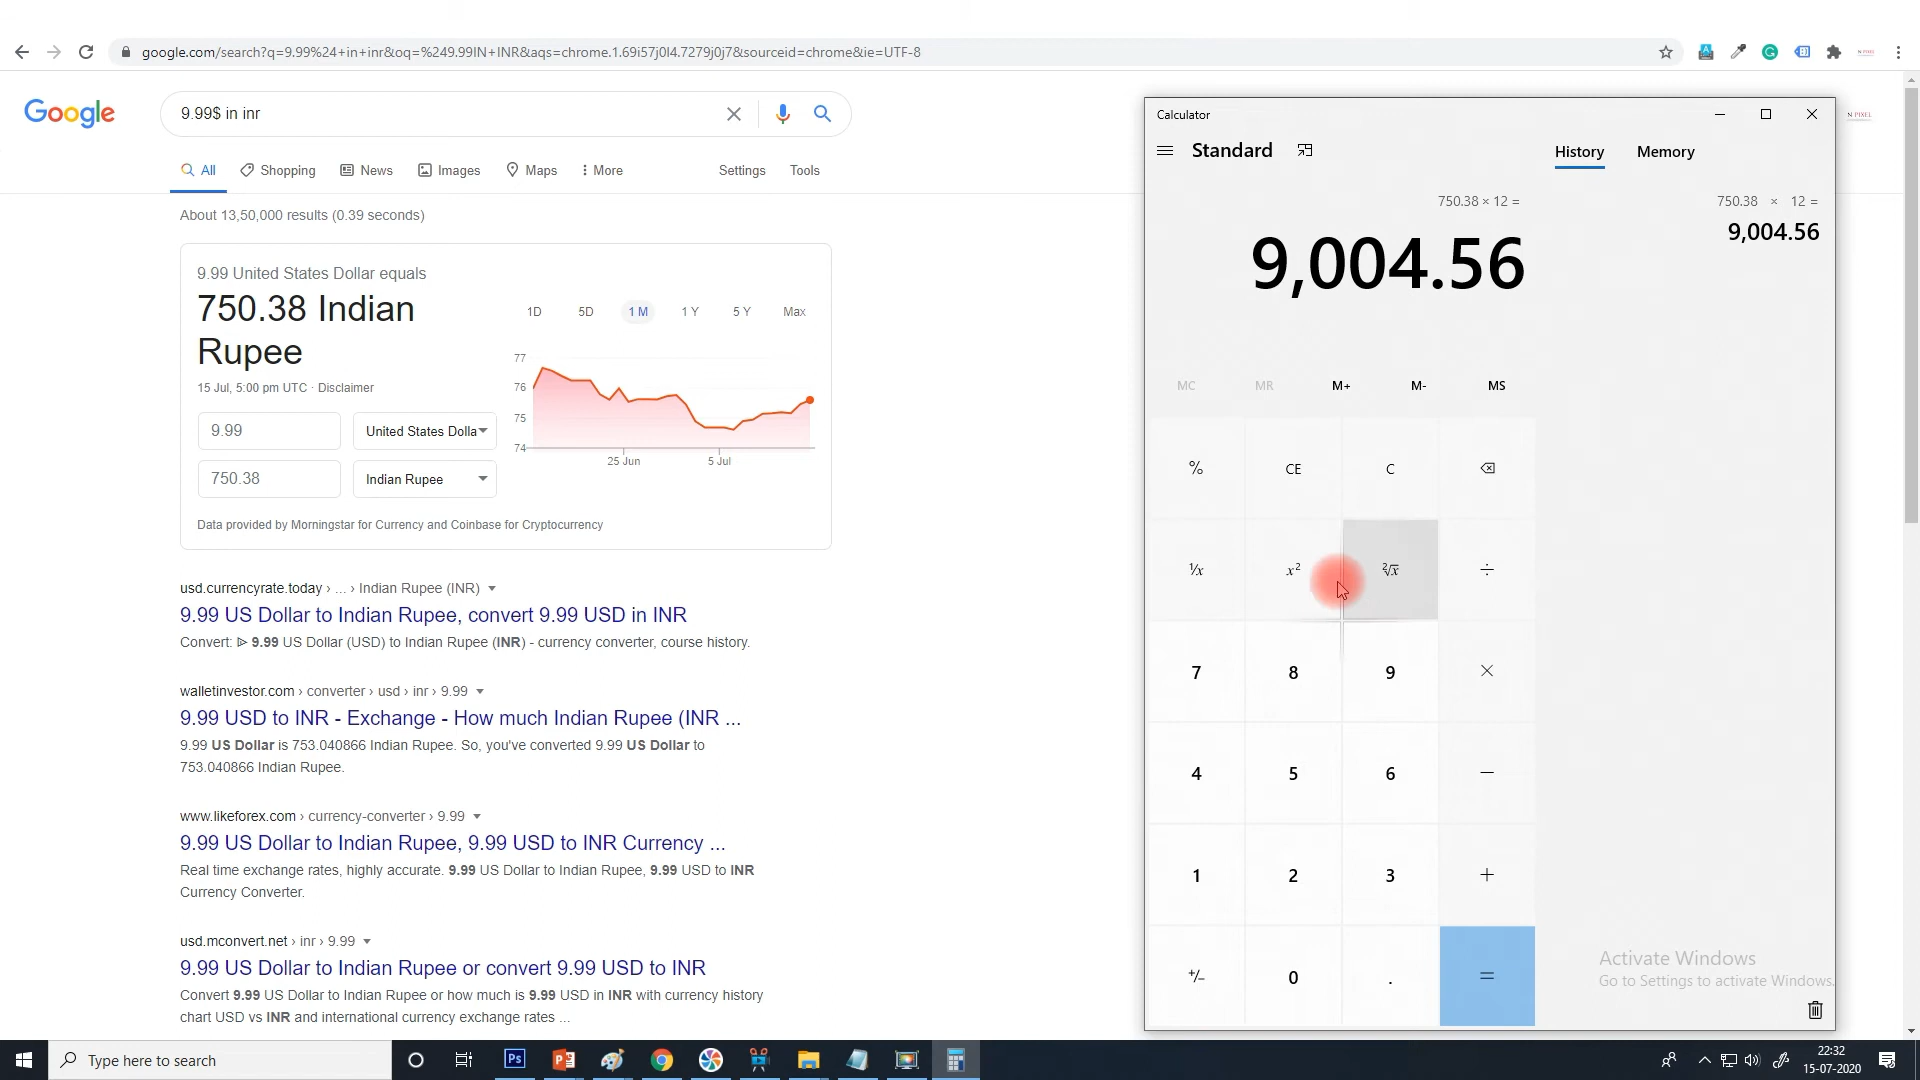 google.com/search?q=9.99%24+in+inr&oq=%249.99IN+INR&aqs=chrome.1.69i57j0l4.7279j0j7&sourceid=chrome&ie=UTF-8
Google
9.99$ in inr
All
Shopping
News
Images
Maps
More
Settings
Tools
About 13,50,000 results (0.39 seconds)
9.99 United States Dollar equals
750.38 Indian
Rupee
15 Jul, 5:00 pm UTC · Disclaimer
9.99
United States Dolla
750.38
Indian Rupee
1D
5D
1 M
1 Y
5 Y
Max
77
76
75
74
25 Jun
5 Jul
Data provided by Morningstar for Currency and Coinbase for Cryptocurrency
usd.currencyrate.today › ... › Indian Rupee (INR)
9.99 US Dollar to Indian Rupee, convert 9.99 USD in INR
Convert: ᐉ 9.99 US Dollar (USD) to Indian Rupee (INR) - currency converter, course history.
walletinvestor.com › converter › usd › inr › 9.99
9.99 USD to INR - Exchange - How much Indian Rupee (INR ...
9.99 US Dollar is 753.040866 Indian Rupee. So, you've converted 9.99 US Dollar to
753.040866 Indian Rupee.
www.likeforex.com › currency-converter › 9.99
9.99 US Dollar to Indian Rupee, 9.99 USD to INR Currency ...
Real time exchange rates, highly accurate. 9.99 US Dollar to Indian Rupee, 9.99 USD to INR
Currency Converter.
usd.mconvert.net › inr › 9.99
9.99 US Dollar to Indian Rupee or convert 9.99 USD to INR
Convert 9.99 US Dollar to Indian Rupee or how much is 9.99 USD in INR with currency history
chart USD vs INR and international currency exchange rates ...
Calculator
N PIXEL
Standard
History
Memory
750.38 × 12 =
9,004.56
750.38 × 12 =
9,004.56
MC MR M+ M- MS
% CE C
¹/x x² ²√x ÷
7 8 9 ×
4 5 6 −
1 2 3 +
+/− 0 . =
Activate Windows
Go to Settings to activate Windows.
Type here to search
Ps
22:32
15-07-2020